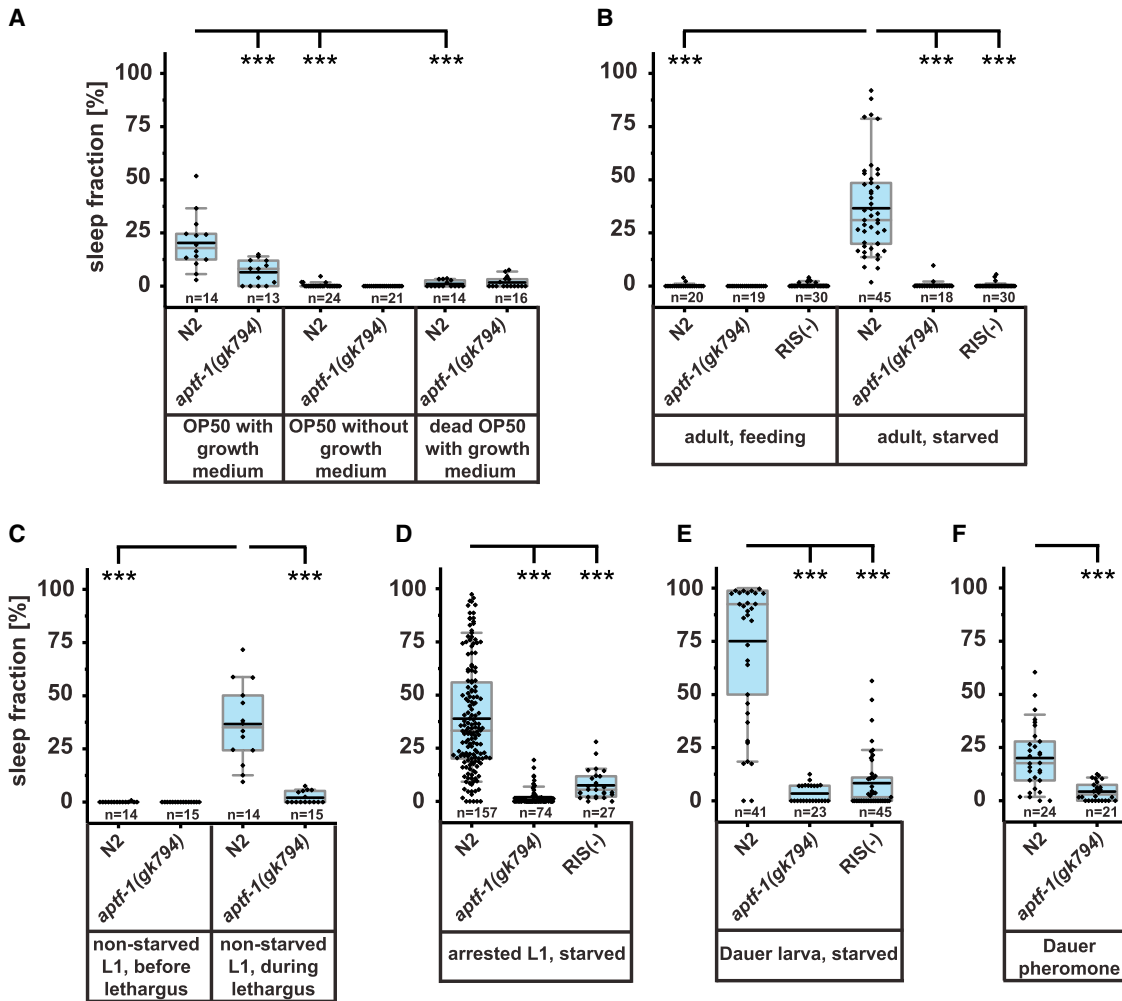 A
*** *** ***
sleep fraction [%]
100
75
50
25
0
n=14 n=13 n=24 n=21 n=14 n=16
N2 aptf-1(gk794) N2 aptf-1(gk794) N2 aptf-1(gk794)
OP50 with growth medium
OP50 without growth medium
dead OP50 with growth medium
B
*** *** ***
100
75
50
25
0
n=20 n=19 n=30 n=45 n=18 n=30
N2 aptf-1(gk794) RIS(-) N2 aptf-1(gk794) RIS(-)
adult, feeding
adult, starved
C
*** ***
sleep fraction [%]
100
75
50
25
0
n=14 n=15 n=14 n=15
N2 aptf-1(gk794) N2 aptf-1(gk794)
non-starved L1, before lethargus
non-starved L1, during lethargus
D
*** ***
100
75
50
25
0
n=157 n=74 n=27
N2 aptf-1(gk794) RIS(-)
arrested L1, starved
E
*** ***
100
75
50
25
0
n=41 n=23 n=45
N2 aptf-1(gk794) RIS(-)
Dauer larva, starved
F
***
100
75
50
25
0
n=24 n=21
N2 aptf-1(gk794)
Dauer pheromone